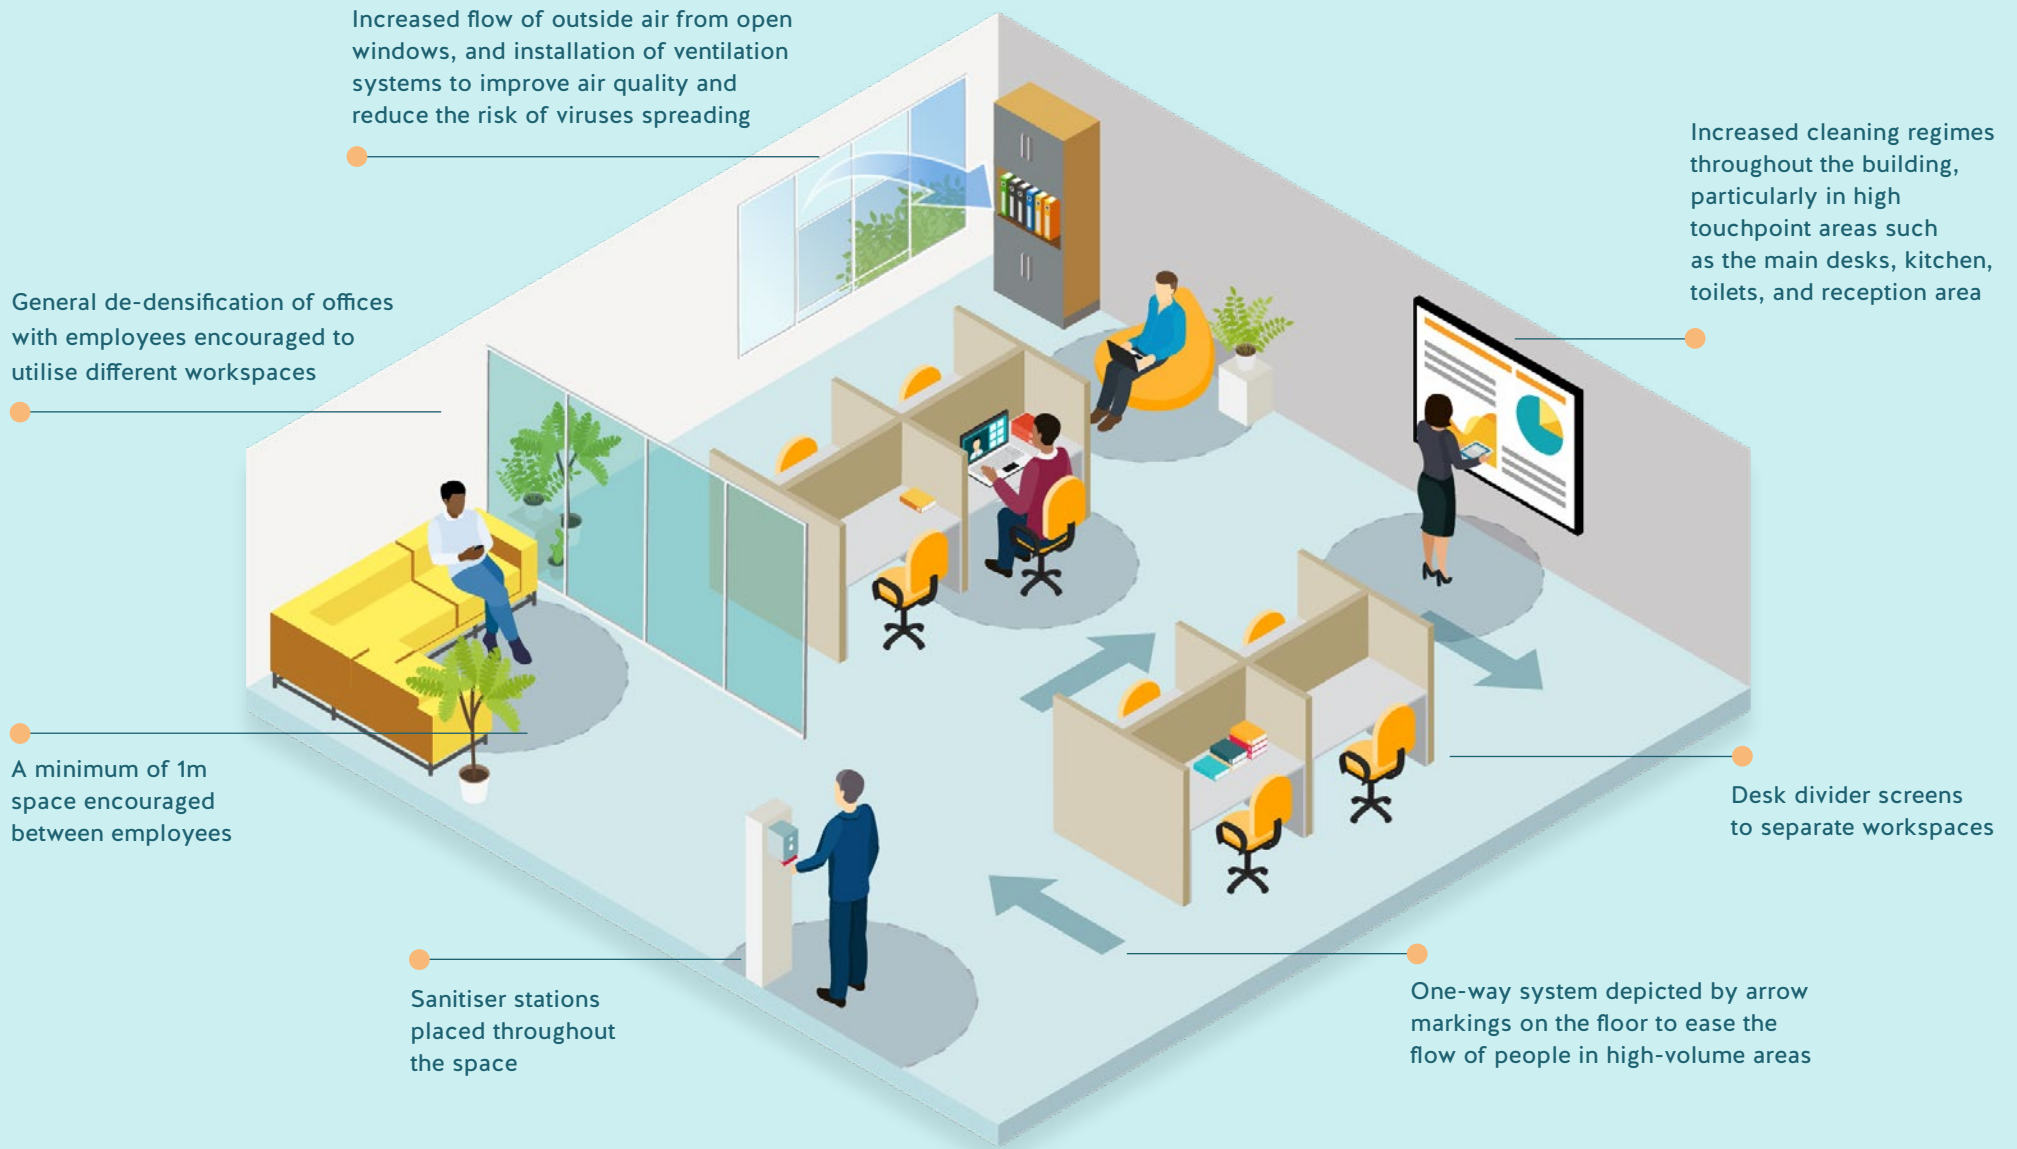 Increased flow of outside air from open
windows, and installation of ventilation
systems to improve air quality and
reduce the risk of viruses spreading
Increased cleaning regimes
throughout the building,
particularly in high
touchpoint areas such
as the main desks, kitchen,
toilets, and reception area
General de-densification of offices
with employees encouraged to
utilise different workspaces
A minimum of 1m
space encouraged
between employees
Desk divider screens
to separate workspaces
Sanitiser stations
placed throughout
the space
One-way system depicted by arrow
markings on the floor to ease the
flow of people in high-volume areas